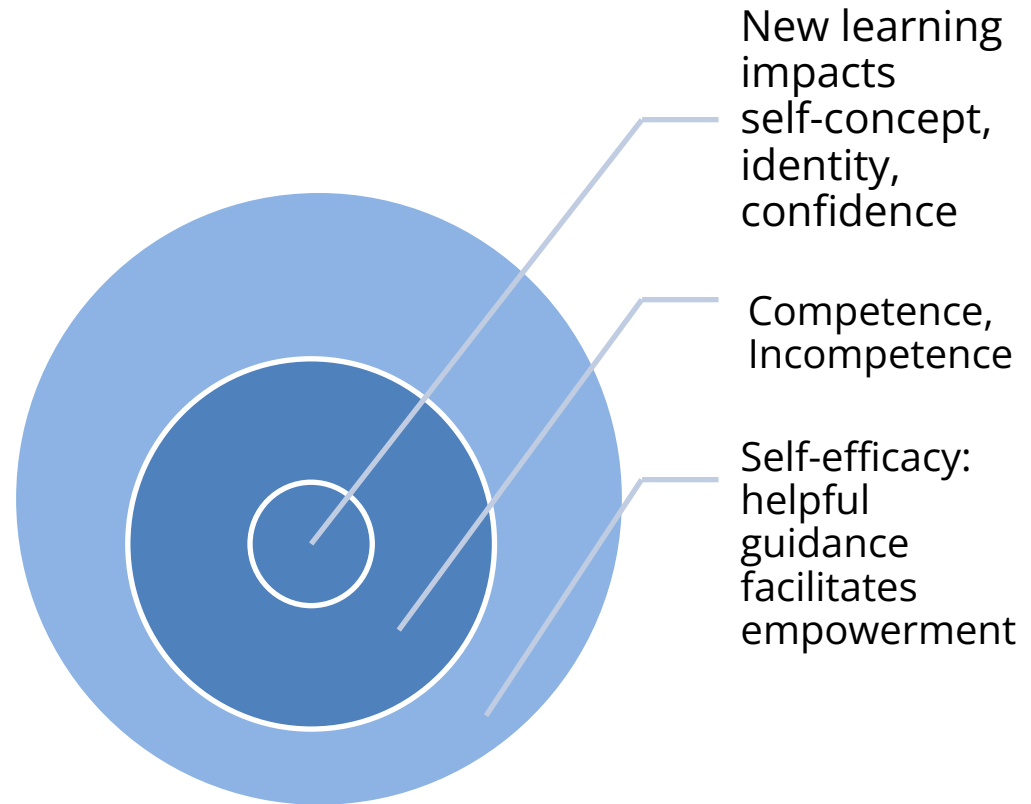 New learning
impacts
self-concept,
identity,
confidence
Competence,
Incompetence
Self-efficacy:
helpful
guidance
facilitates
empowerment